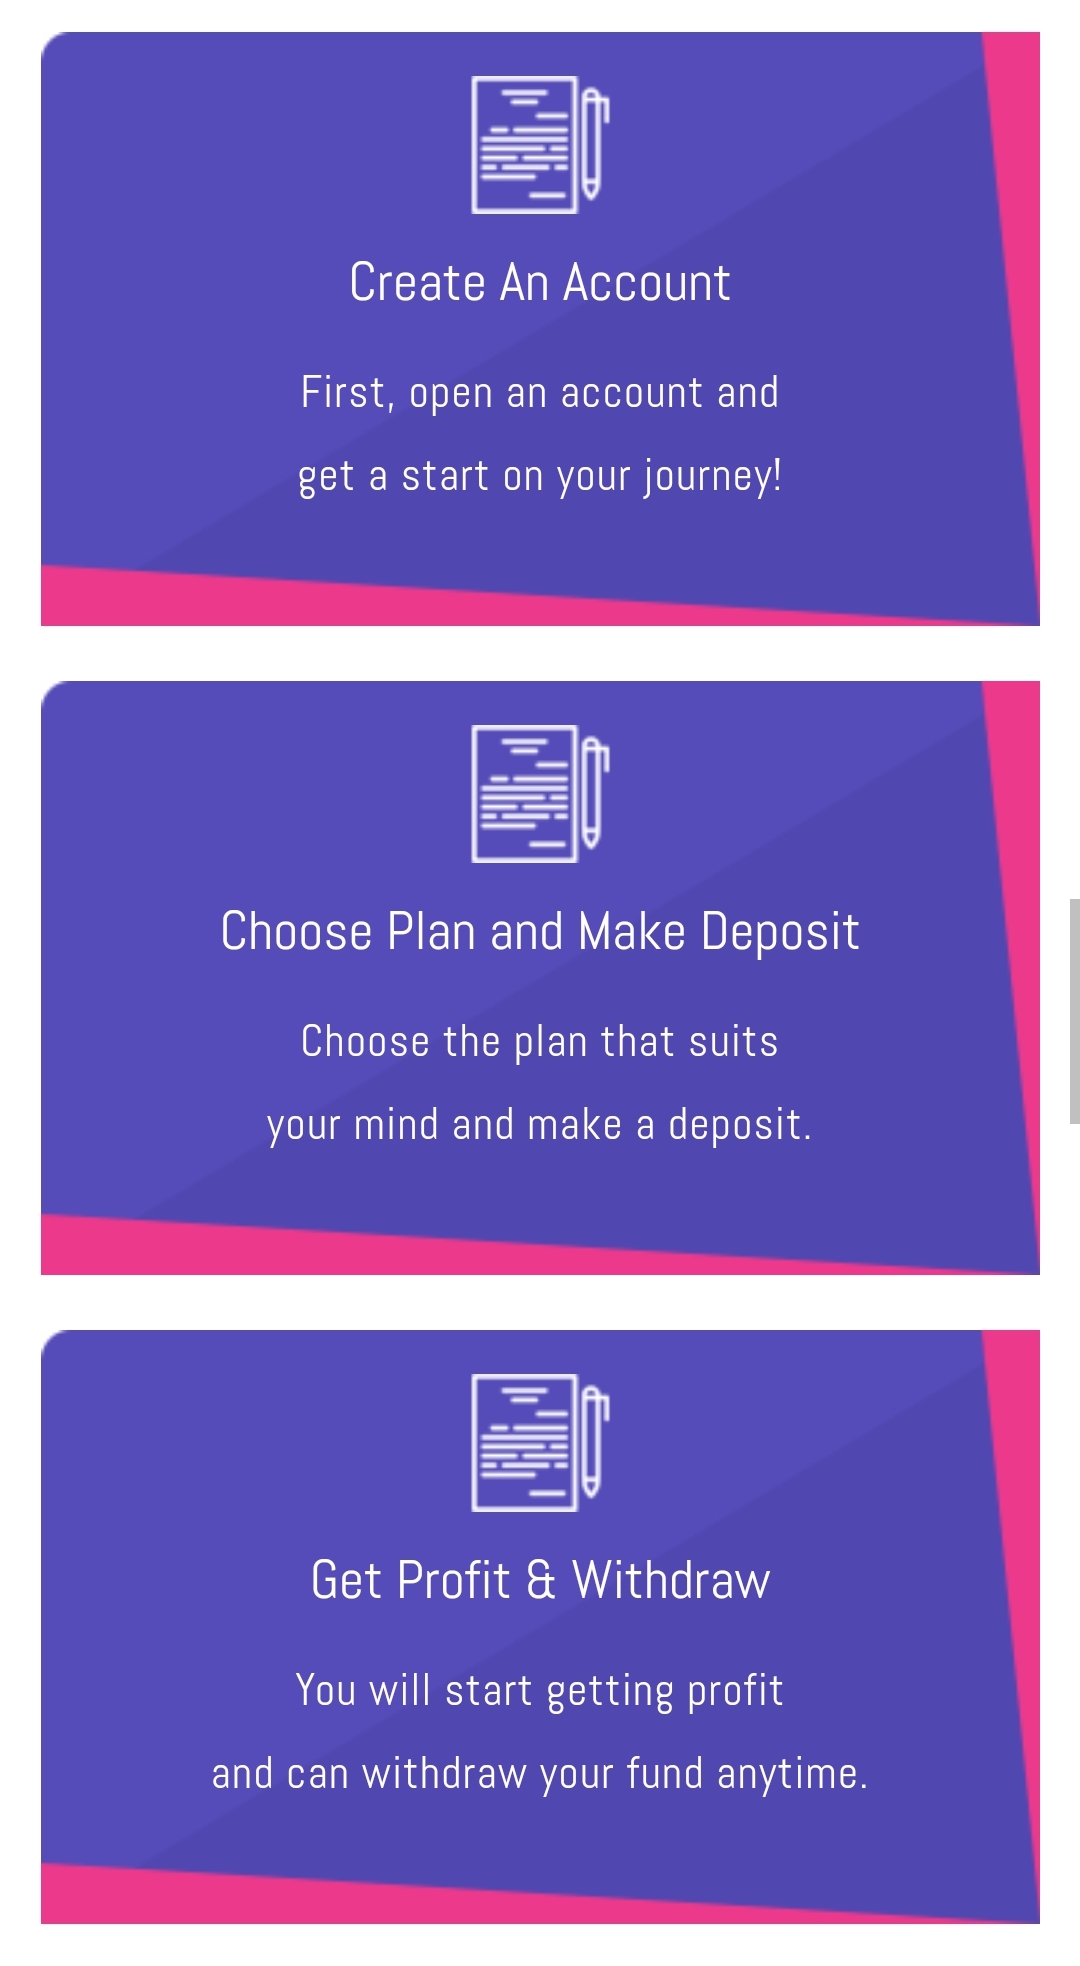 Create An Account
First, open an account and
get a start on your journey!
Choose Plan and Make Deposit
Choose the plan that suits
your mind and make a deposit.
Get Profit & Withdraw
You will start getting profit
and can withdraw your fund anytime.